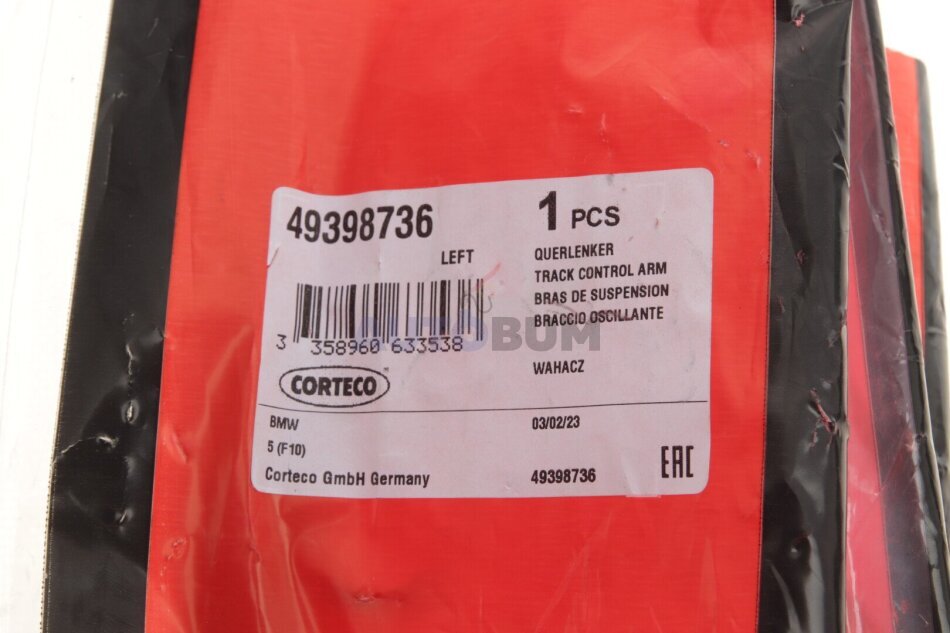 49398736
LEFT
3 358960 633538
CORTECO
1 PCS
QUERLENKER
TRACK CONTROL ARM
BRAS DE SUSPENSION
BRACCIO OSCILLANTE
WAHACZ
AUTOBUM
BMW
5 (F10)
Corteco GmbH Germany
03/02/23
49398736
EAC